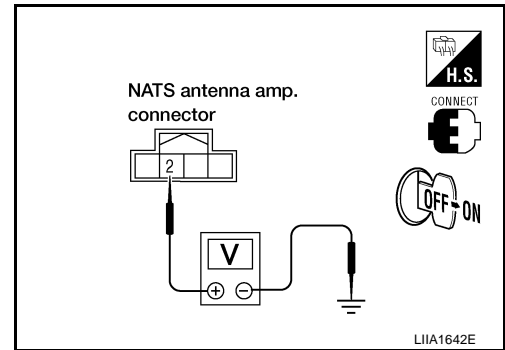 NATS antenna amp.
connector
2
V
+ −
H.S.
CONNECT
OFF ON
LIIA1642E